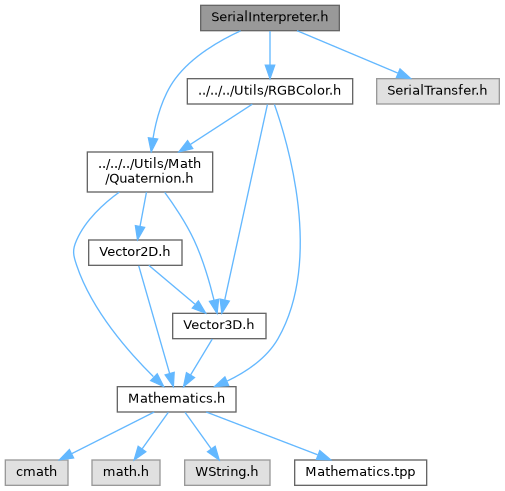 SerialInterpreter.h
../../../Utils/RGBColor.h
SerialTransfer.h
../../../Utils/Math
/Quaternion.h
Vector2D.h
Vector3D.h
Mathematics.h
cmath
math.h
WString.h
Mathematics.tpp